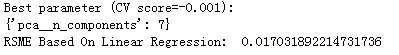 Best parameter (CV score=-0.001):
{'pca__n_components': 7}
RSME Based On Linear Regression:  0.017031892214731736